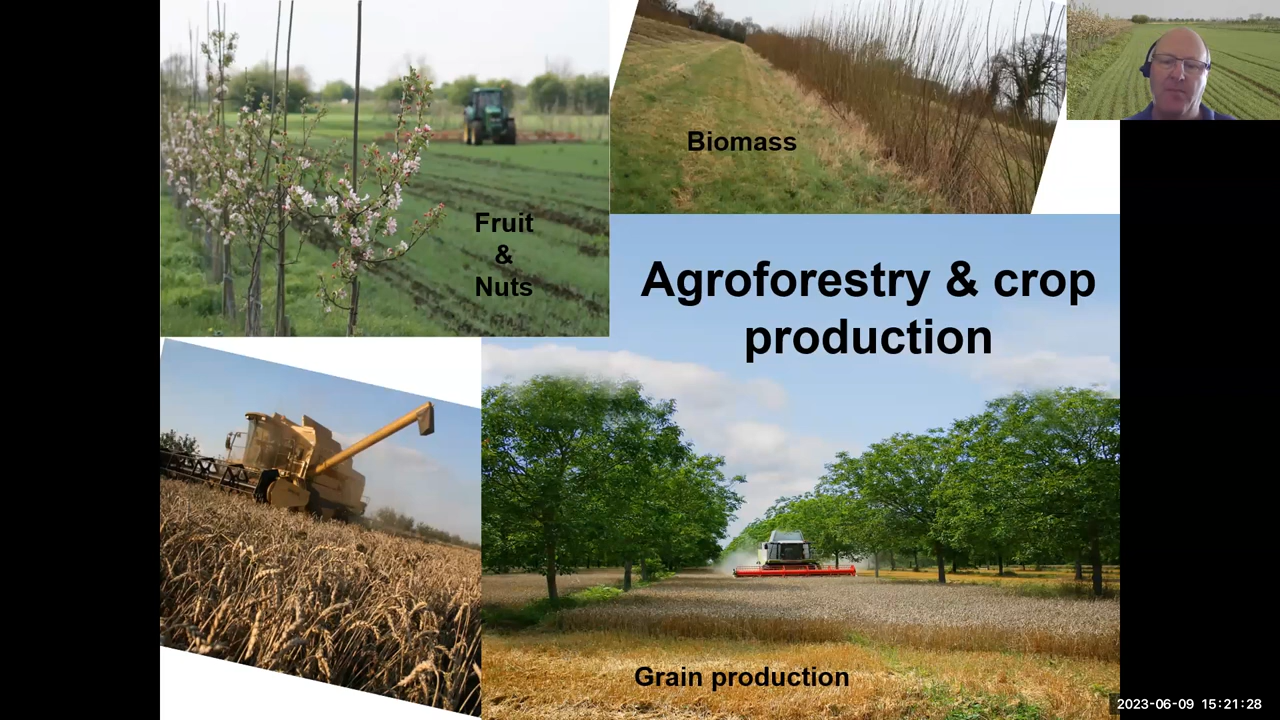 Biomass
Fruit
&
Nuts
Agroforestry & crop
production
Grain production
2023-06-09 15:21:28